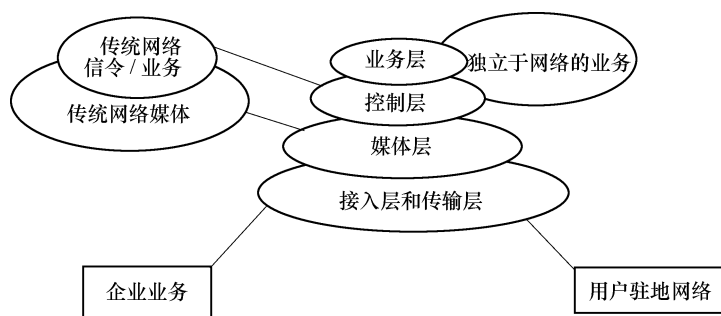 传统网络
信令 / 业务
传统网络媒体
业务层
独立于网络的业务
控制层
媒体层
接入层和传输层
企业业务
用户驻地网络